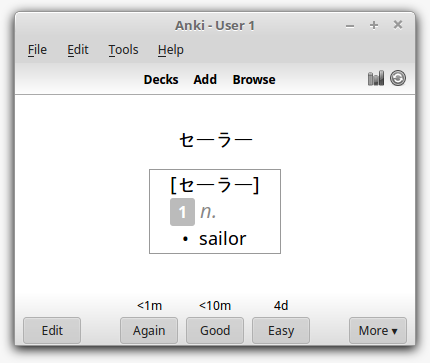 Anki - User 1
File Edit Tools Help
Decks Add Browse
セーラー
[セーラー]
1 n.
• sailor
<1m <10m 4d
Edit Again Good Easy More ▾